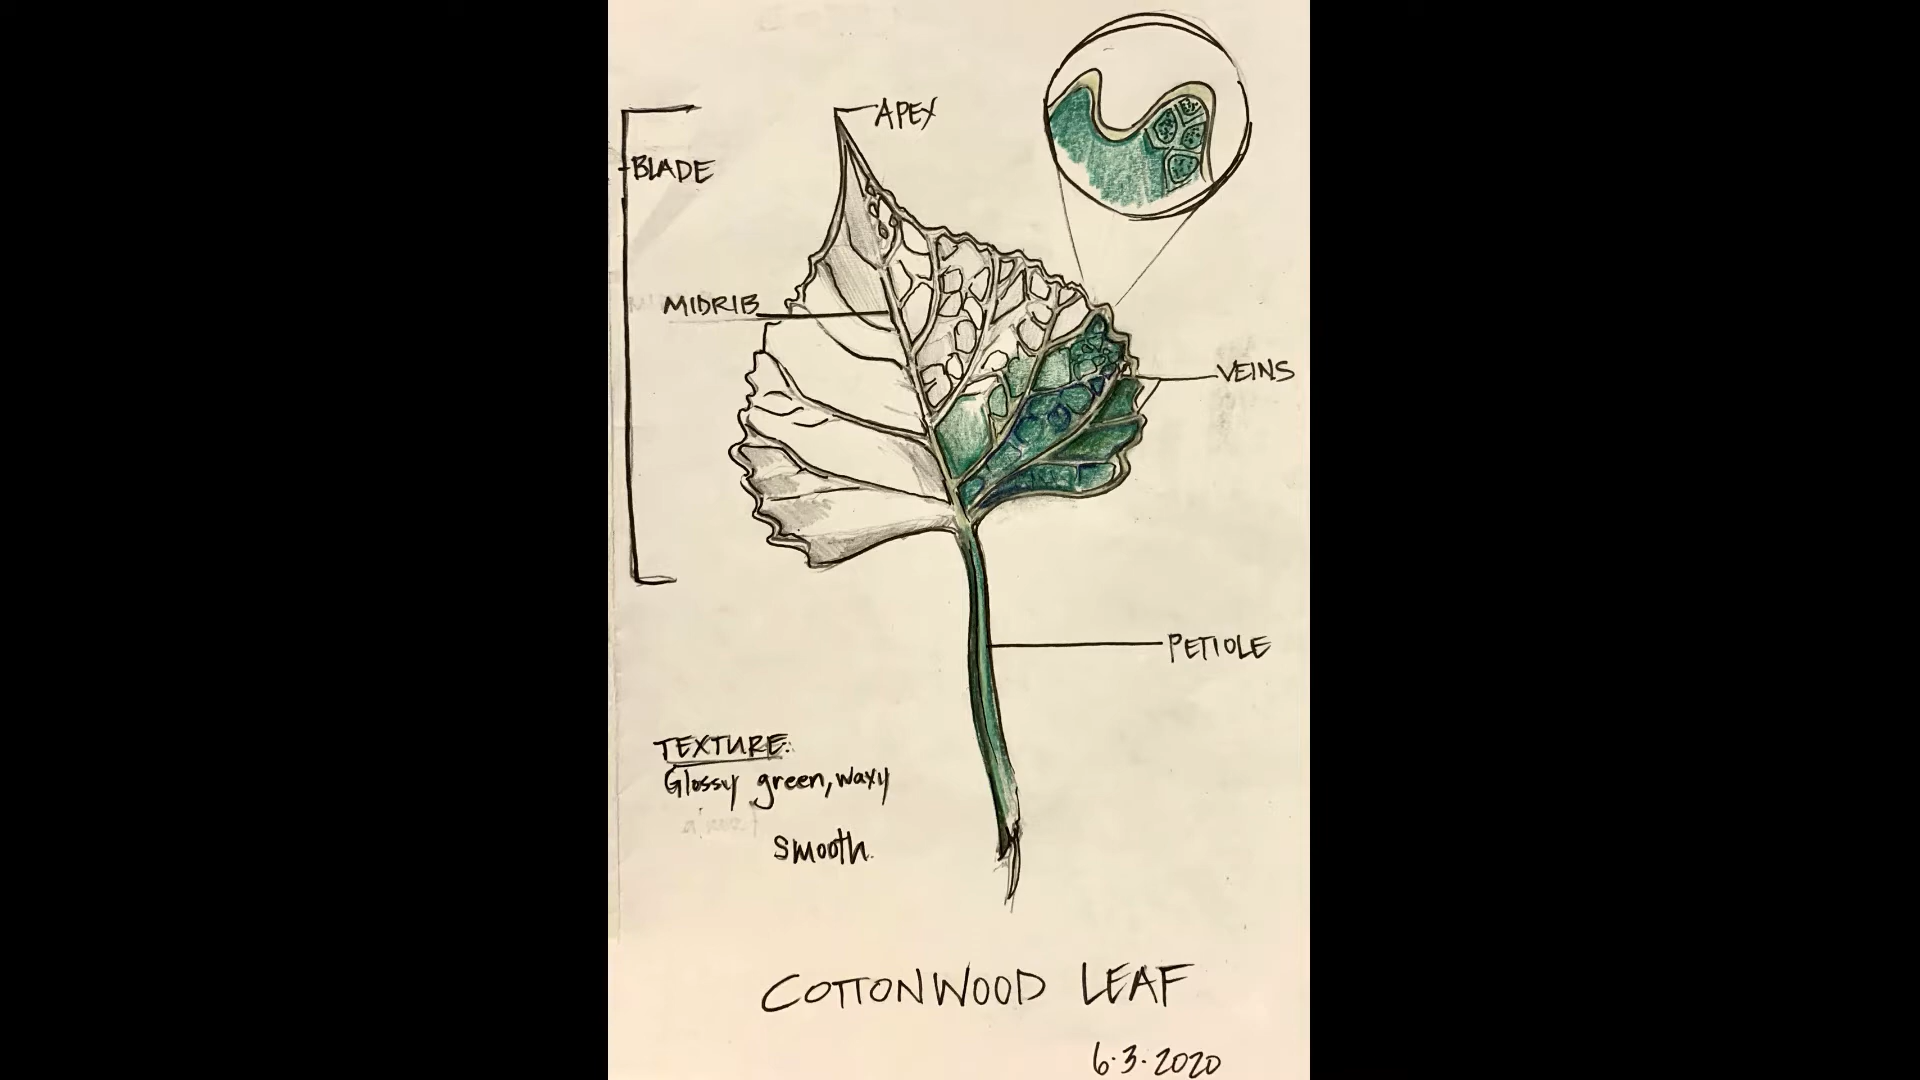 APEX
BLADE
MIDRIB
VEINS
PETIOLE
TEXTURE:
Glossy green, waxy
smooth.
COTTONWOOD LEAF
6.3.2020